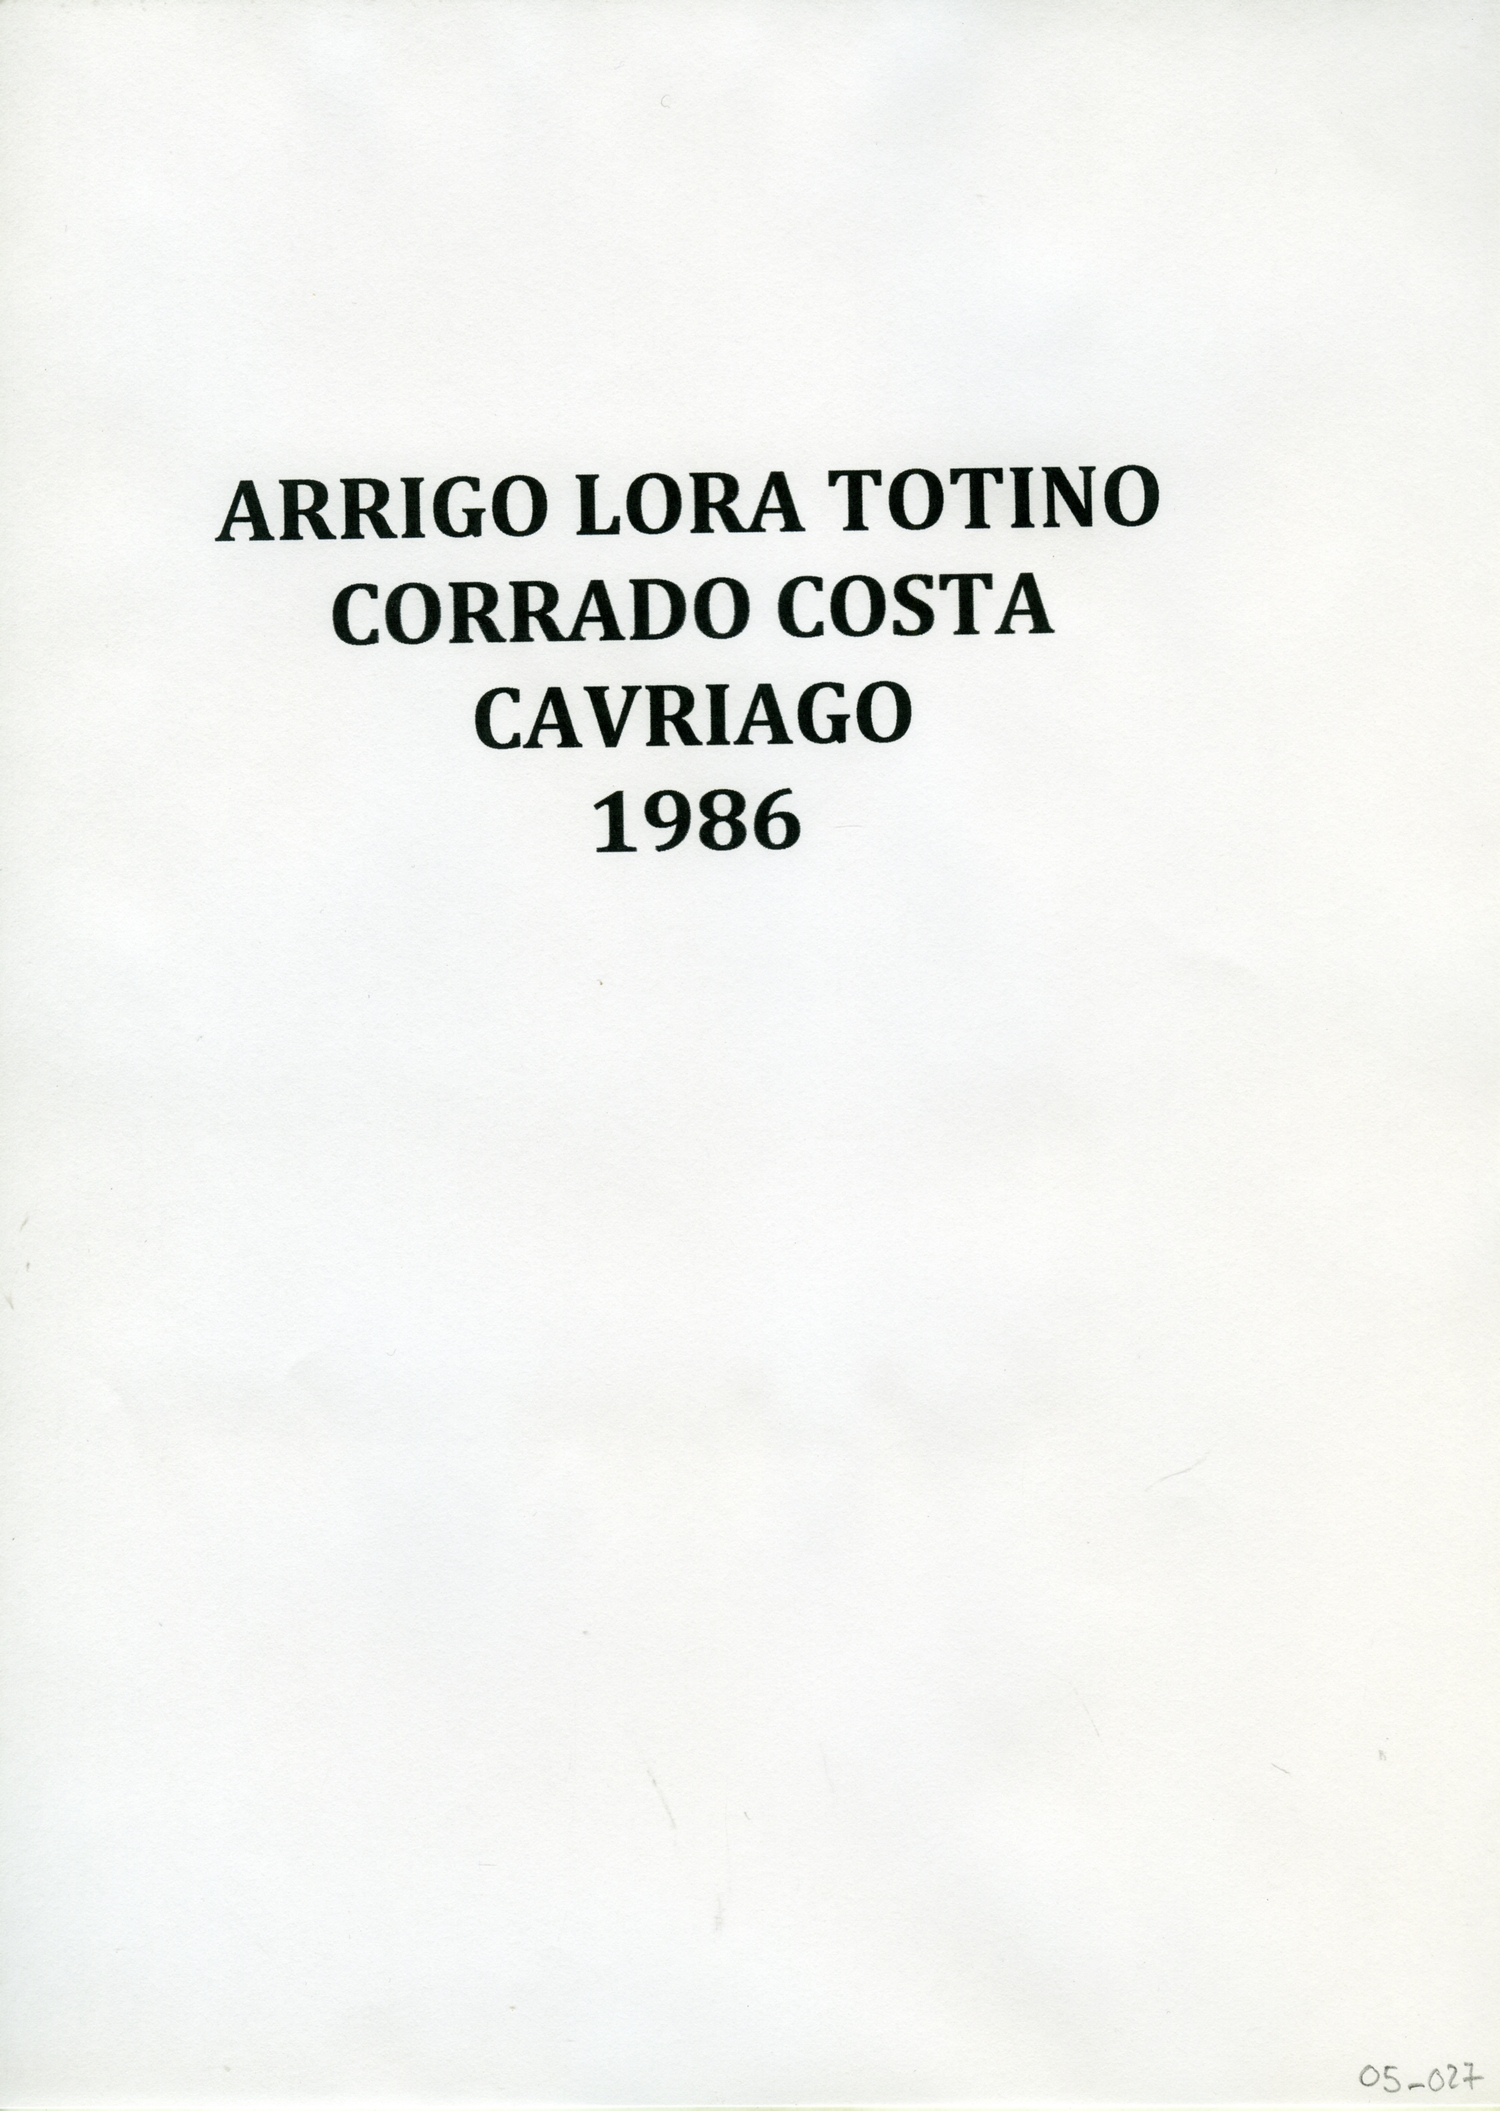 ARRIGO LORA TOTINO
CORRADO COSTA
CAVRIAGO
1986
05_027